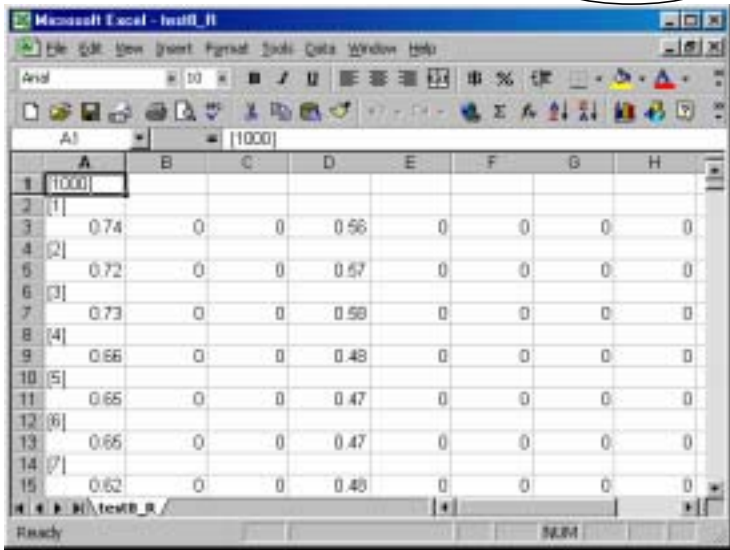 Microsoft Excel - test8_R
File Edit View Insert Format Tools Data Window Help
Arial 10 B I U %
A1 = [1000]
A B C D E F G H
1 [1000]
2 [1]
3 0.74 0 0 0.56 0 0 0 0
4 [2]
5 0.72 0 0 0.57 0 0 0 0
6 [3]
7 0.73 0 0 0.58 0 0 0 0
8 [4]
9 0.66 0 0 0.48 0 0 0 0
10 [5]
11 0.65 0 0 0.47 0 0 0 0
12 [6]
13 0.65 0 0 0.47 0 0 0 0
14 [7]
15 0.62 0 0 0.48 0 0 0 0
test8_R
Ready NUM